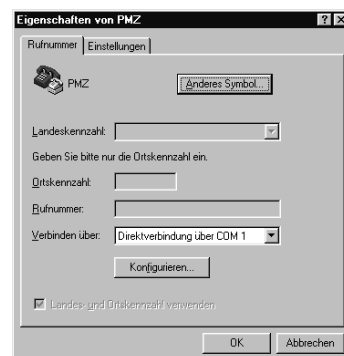 Eigenschaften von PMZ
Rufnummer Einstellungen
PMZ
Anderes Symbol...
Landeskennzahl:
Geben Sie bitte nur die Ortskennzahl ein.
Ortskennzahl:
Rufnummer:
Verbinden über: Direktverbindung über COM 1
Konfigurieren...
Landes- und Ortskennzahl verwenden
OK Abbrechen